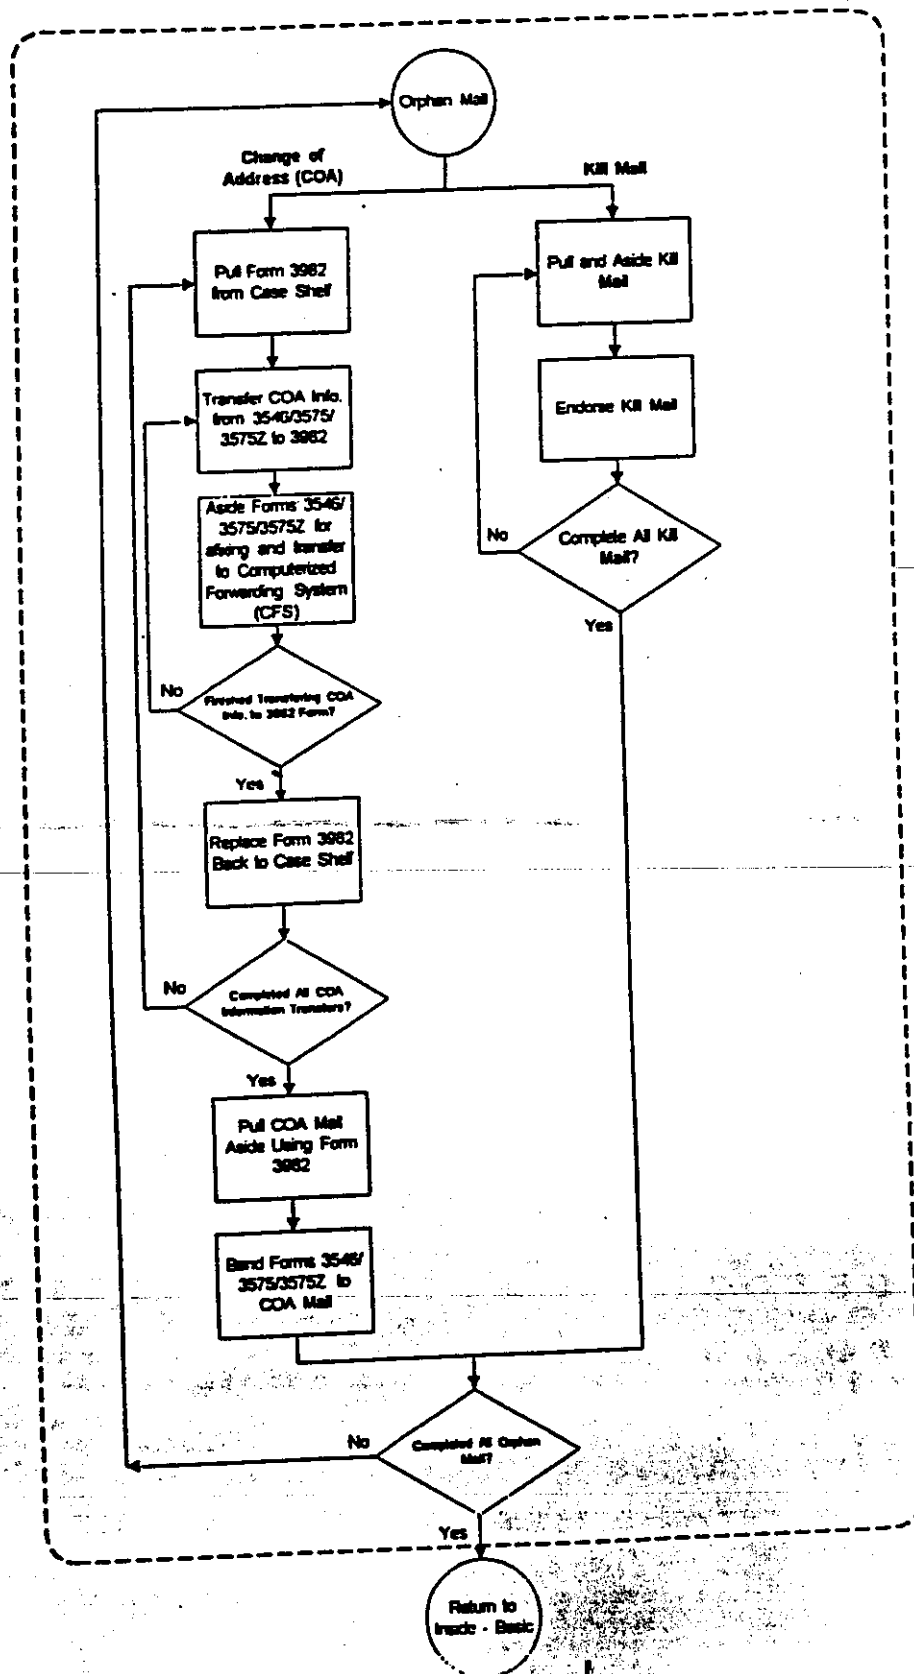 Orphan Mail
Change of
Address (COA)
Kill Mail
Pull Form 3982
from Case Shelf
Transfer COA Info.
from 3546/3575/
3575Z to 3982
Aside Forms 3546/
3575/3575Z for
and transfer
to Computerized
Forwarding System
(CFS)
No
Finished Transfering COA
Info. to 3982 Form?
Yes
Replace Form 3982
Back to Case Shelf
No
Completed All COA
Information Transfers?
Yes
Pull COA Mail
Aside Using Form
3982
Band Forms 3546/
3575/3575Z to
COA Mail
Pull and Aside Kill
Mail
Endorse Kill Mail
No
Complete All Kill
Mail?
Yes
No
Completed All Orphan
Mail?
Yes
Return to
Inside - Basic